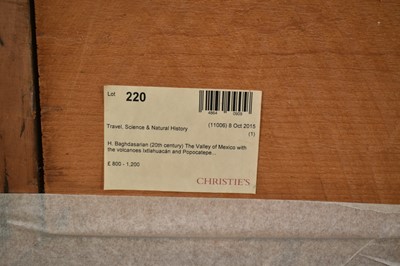 Lot 220
Travel, Science & Natural History (11006) 8 Oct 2015
(1)
H. Baghdasarian (20th century) The Valley of Mexico with
the volcanoes Ixtlehuacán and Popocatepe...
£ 800 - 1,200
CHRISTIE'S